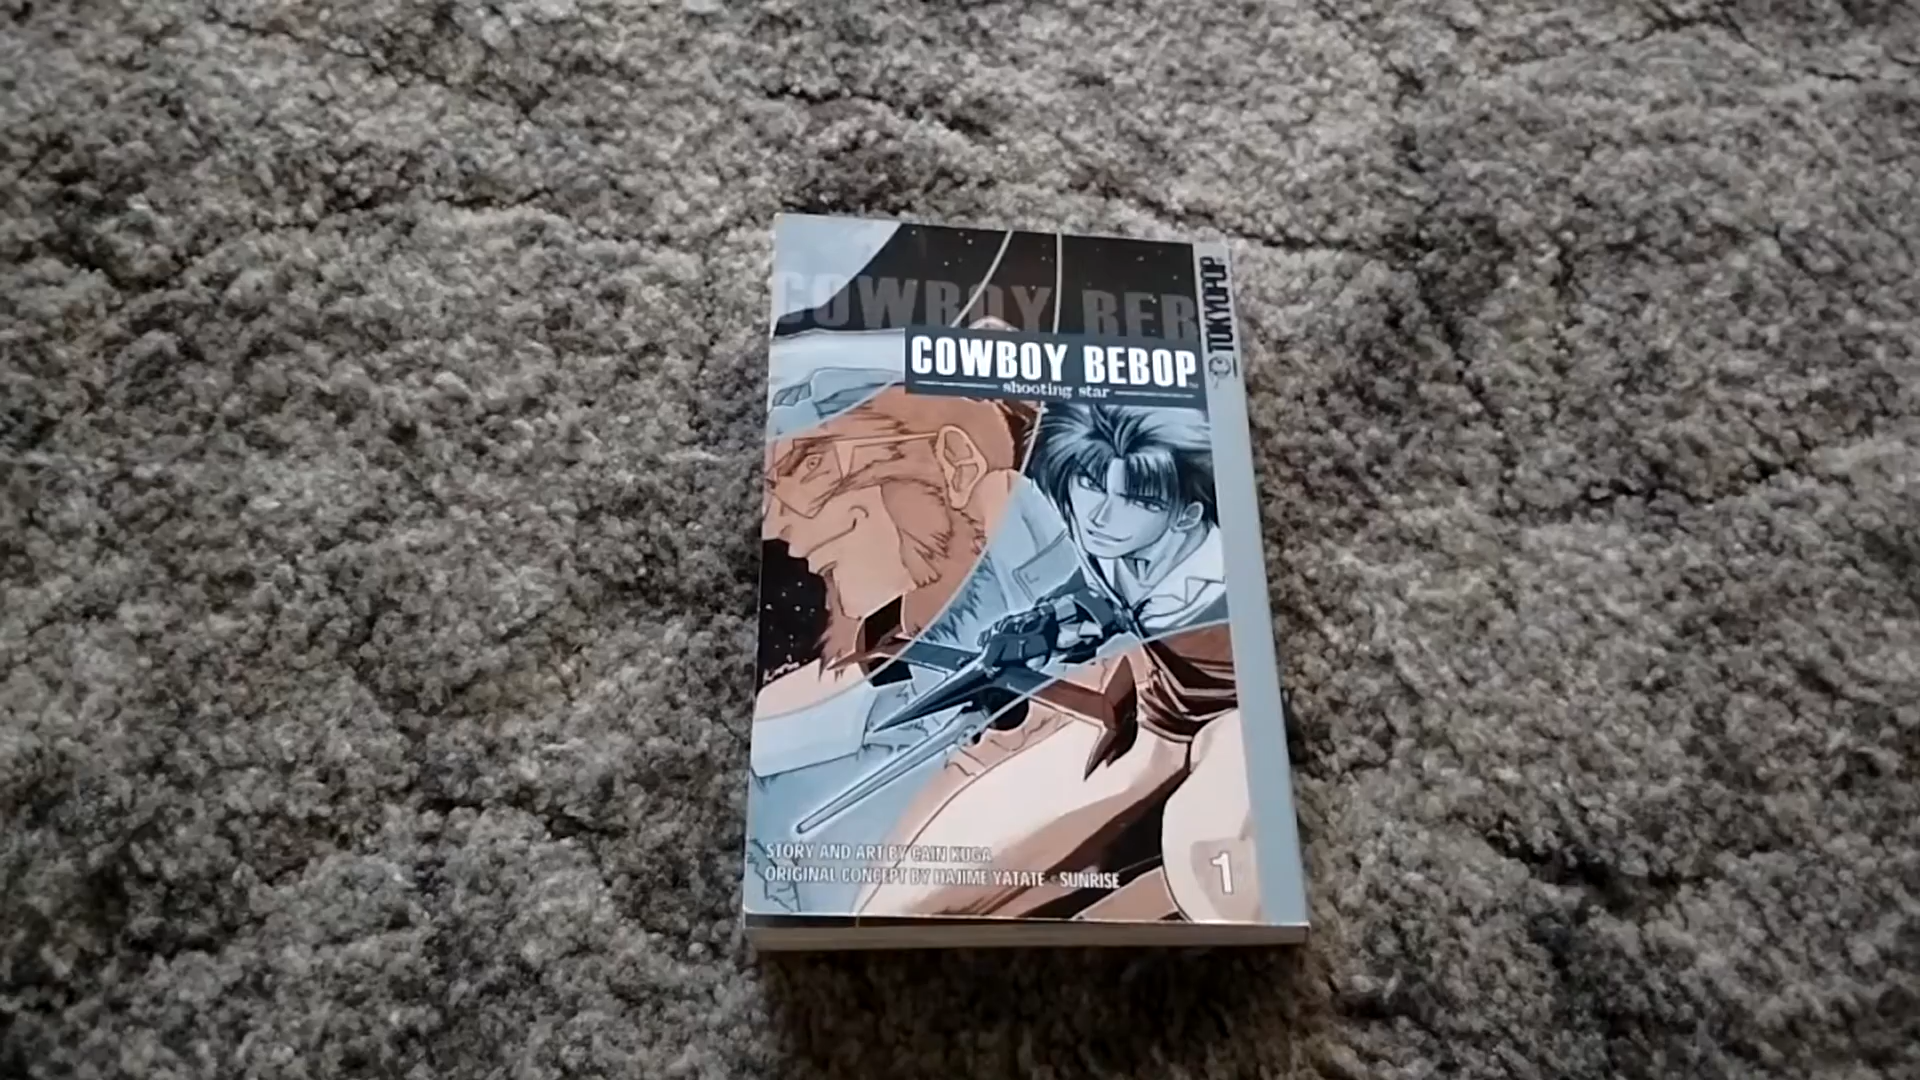 COWBOY BEB
COWBOY BEBOP
shooting star
TOKYOPOP
STORY AND ART BY CAIN KUGA
ORIGINAL CONCEPT BY HAJIME YATATE • SUNRISE
1